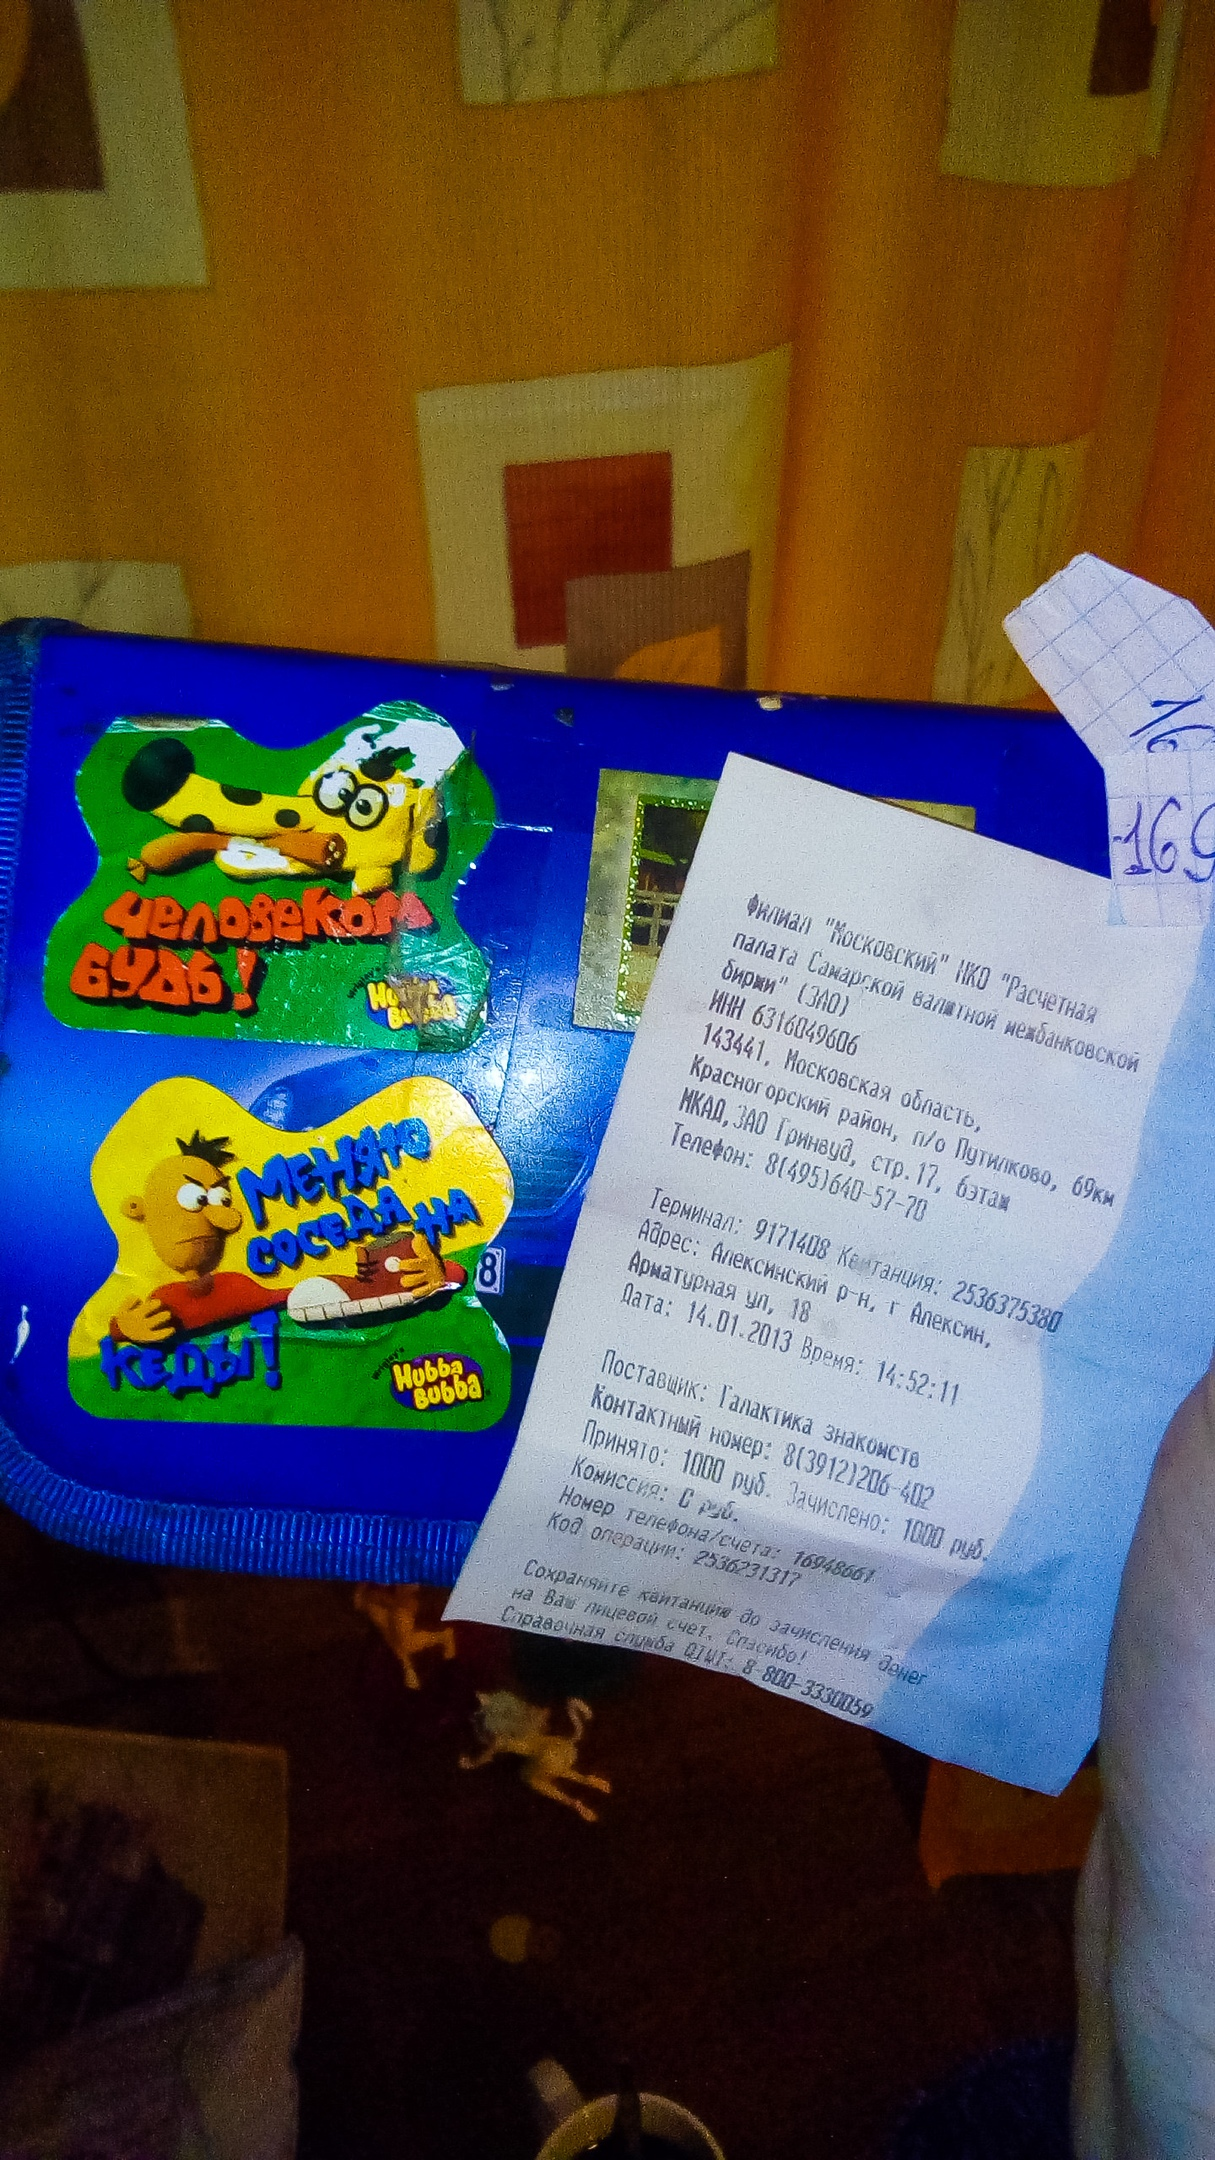 человеком
будь!
Hubba
Bubba
МЕНЯЮ
СОСЕДА НА
КЕДЫ!
Wrigley's
Hubba
Bubba
8
169
Филиал "Московский" НКО "Расчетная
палата Самарской валютной межбанковской
биржи" (ЗАО)
ИНН 6316049606
143441, Московская область,
Красногорский район, п/о Путилково, 69км
МКАД,ЗАО Гринвуд, стр.17, 6этаж
Телефон: 8(495)640-57-70
Терминал: 9171408 Квитанция: 2536375380
Адрес: Алексинский р-н, г Алексин,
Арматурная ул, 18
Дата: 14.01.2013 Время: 14:52:11
Поставщик: Галактика знакомств
Контактный номер: 8(3912)206-402
Принято: 1000 руб. Зачислено: 1000 руб.
Комиссия: 0 руб.
Номер телефона/счета: 16948661
Код операции: 2536231317
Сохраняйте квитанцию до зачисления денег
на Ваш лицевой счет. Спасибо!
Справочная служба QIWI: 8-800-3330059